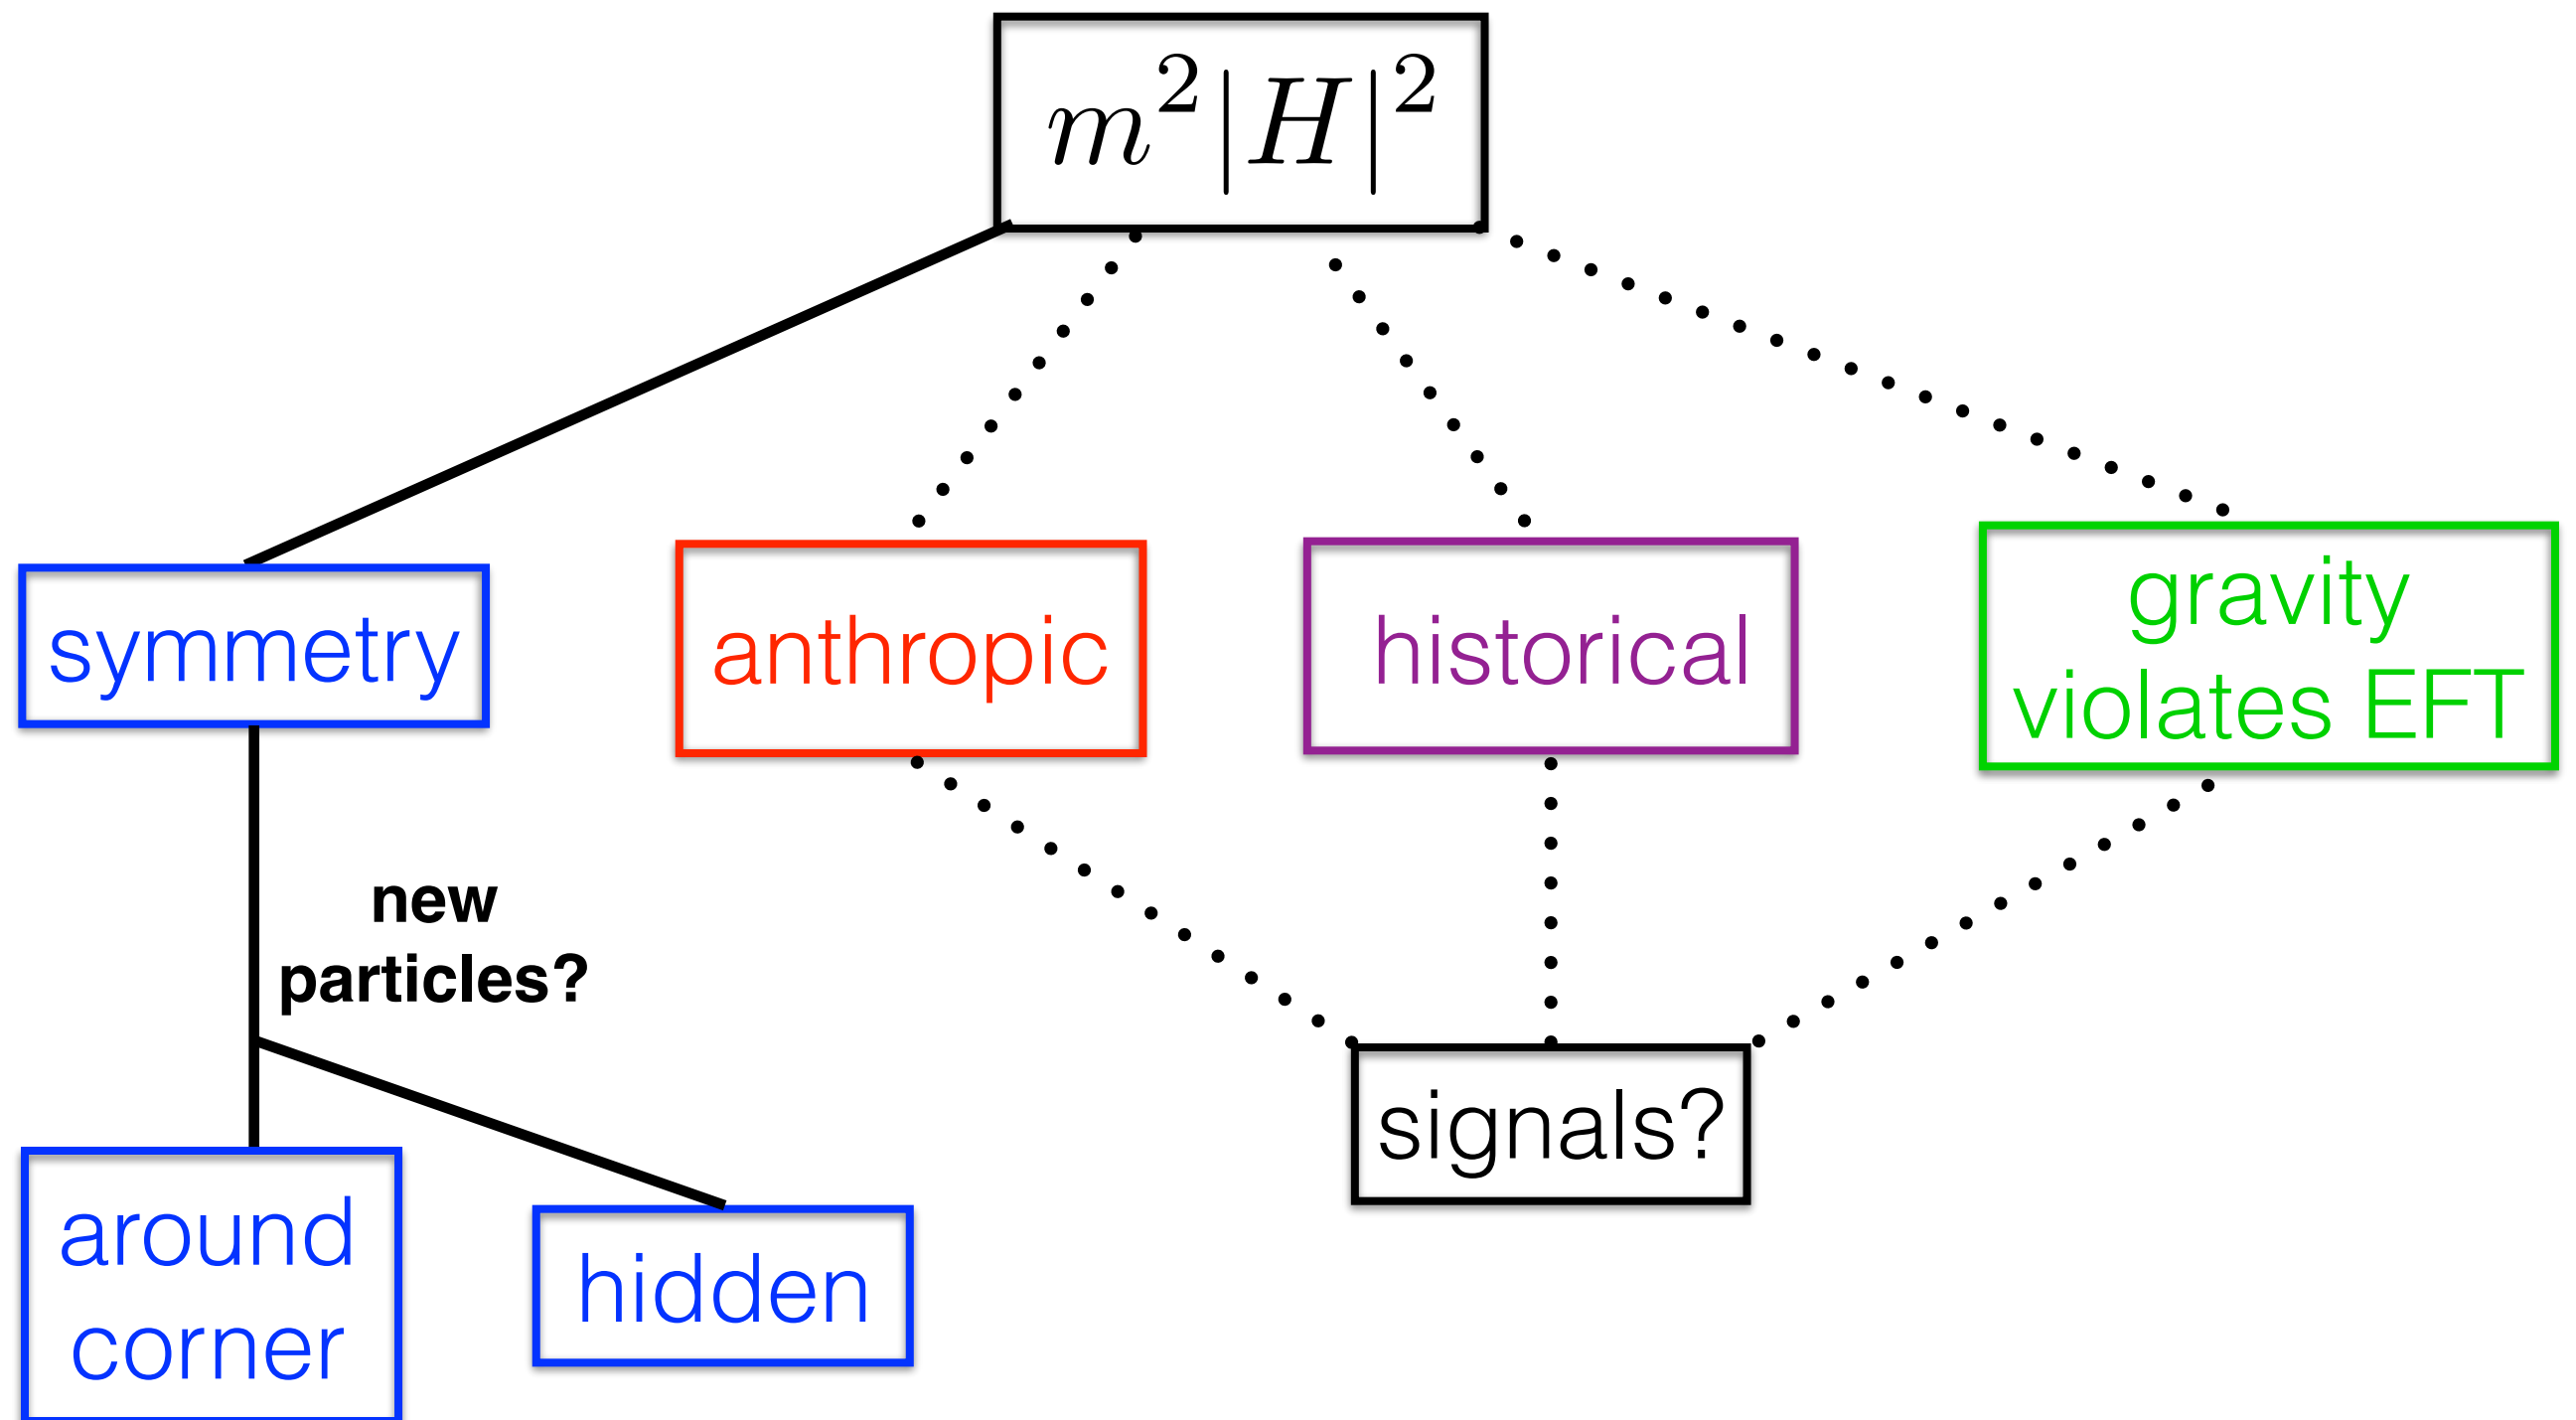 m²|H|²
symmetry
anthropic
historical
gravity
violates EFT
new
particles?
signals?
around
corner
hidden